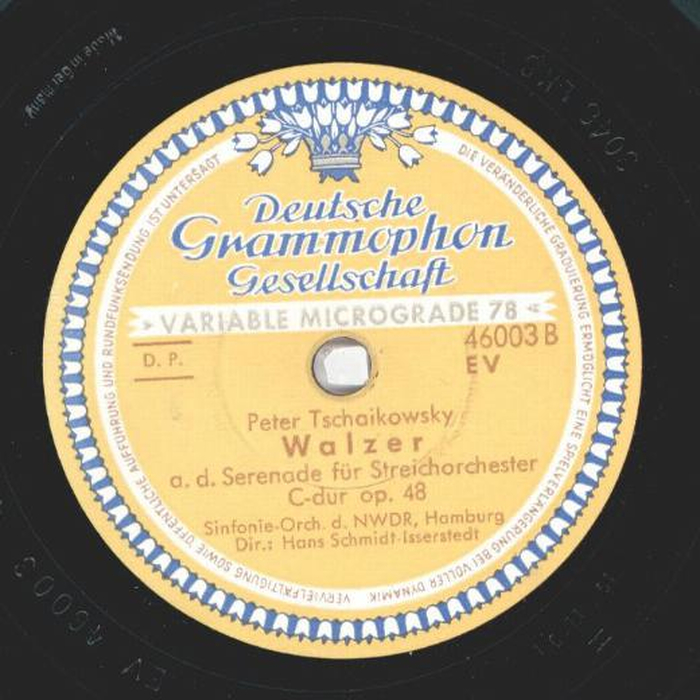 Deutsche
Grammophon
Gesellschaft
VARIABLE MICROGRADE 78
D. P.
46003 B
EV
Peter Tschaikowsky
Walzer
a. d. Serenade für Streichorchester
C-dur op. 48
Sinfonie-Orch. d. NWDR, Hamburg
Dir.: Hans Schmidt-Isserstedt
DIE VERÄNDERLICHE GRADUIERUNG ERMÖGLICHT EINE SPIELVERLÄNGERUNG BEI VOLLER DYNAMIK
VERVIELFÄLTIGUNG SOWIE ÖFFENTLICHE AUFFÜHRUNG UND RUNDFUNKSENDUNG IST UNTERSAGT
Made in Germany
EV 46003